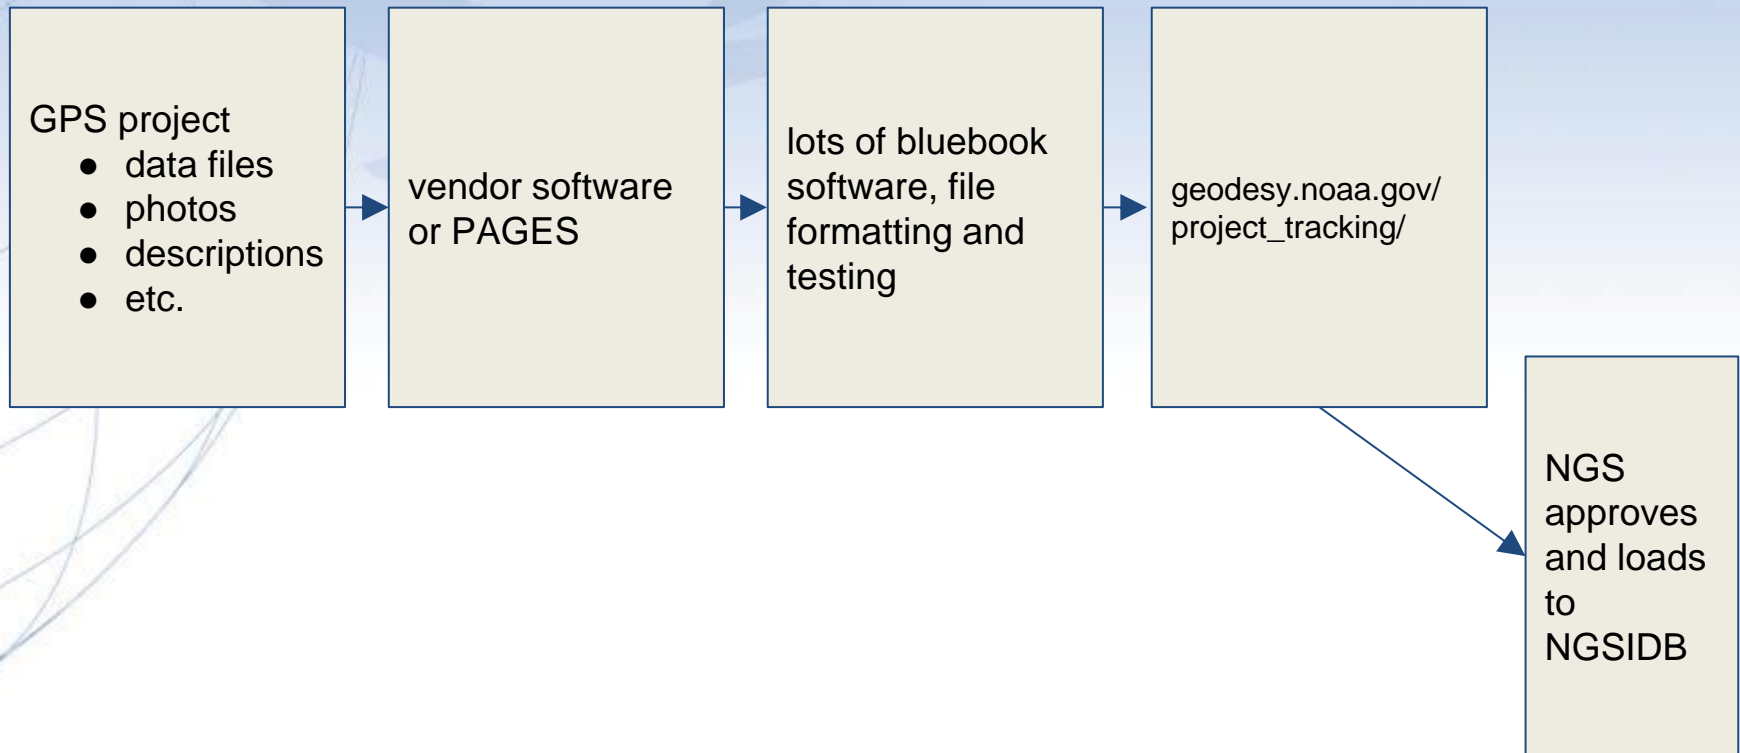 GPS project
● data files
● photos
● descriptions
● etc.
vendor software
or PAGES
lots of bluebook
software, file
formatting and
testing
geodesy.noaa.gov/
project_tracking/
NGS
approves
and loads
to
NGSIDB